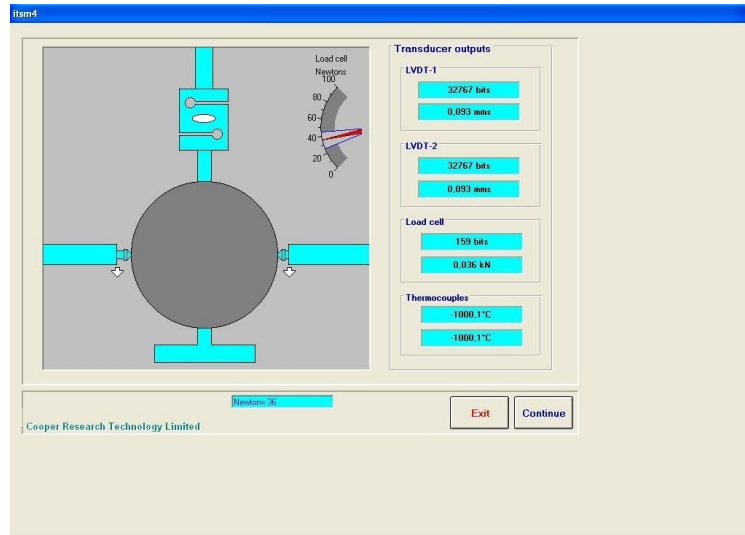 itsm4
Load cell
Newtons
100
80
60
40
20
0
Transducer outputs
LVDT-1
32767 bits
0,093 mms
LVDT-2
32767 bits
0,093 mms
Load cell
159 bits
0,036 kN
Thermocouples
-1000,1°C
-1000,1°C
Newton= 36
Exit
Continue
Cooper Research Technology Limited